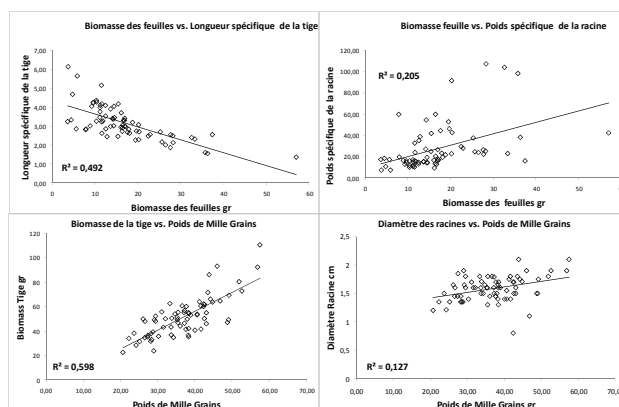 Biomasse des feuilles vs. Longueur spécifique de la tige
Longueur spécifique de la tige
7,00
6,00
5,00
4,00
3,00
2,00
1,00
0,00
R² = 0,492
0 10 20 30 40 50 60
Biomasse des feuilles gr
Biomasse feuille vs. Poids spécifique de la racine
Poids spécifique de la racine
120,00
100,00
80,00
60,00
40,00
20,00
0,00
R² = 0,205
0 10 20 30 40 50
Biomasse des feuilles gr
Biomasse de la tige vs. Poids de Mille Grains
Biomass Tige gr
120
100
80
60
40
20
0
R² = 0,598
0,00 10,00 20,00 30,00 40,00 50,00 60,00 70,00
Poids de Mille Grains
Diamètre des racines vs. Poids de Mille Grains
Diamètre Racine cm
2,5
2
1,5
1
0,5
0
R² = 0,127
0,00 10,00 20,00 30,00 40,00 50,00 60,00 70,00
Poids de Mille Grains gr